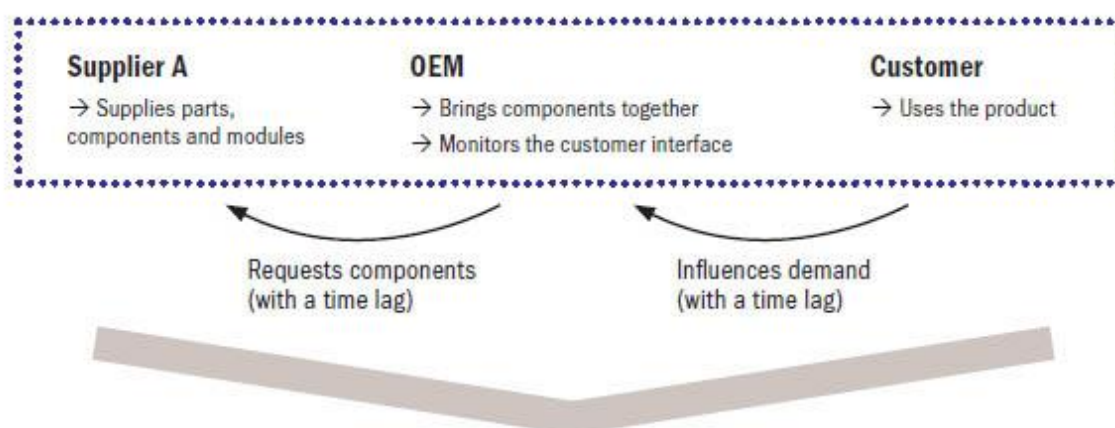 Supplier A
→ Supplies parts,
components and modules
OEM
→ Brings components together
→ Monitors the customer interface
Customer
→ Uses the product
Requests components
(with a time lag)
Influences demand
(with a time lag)